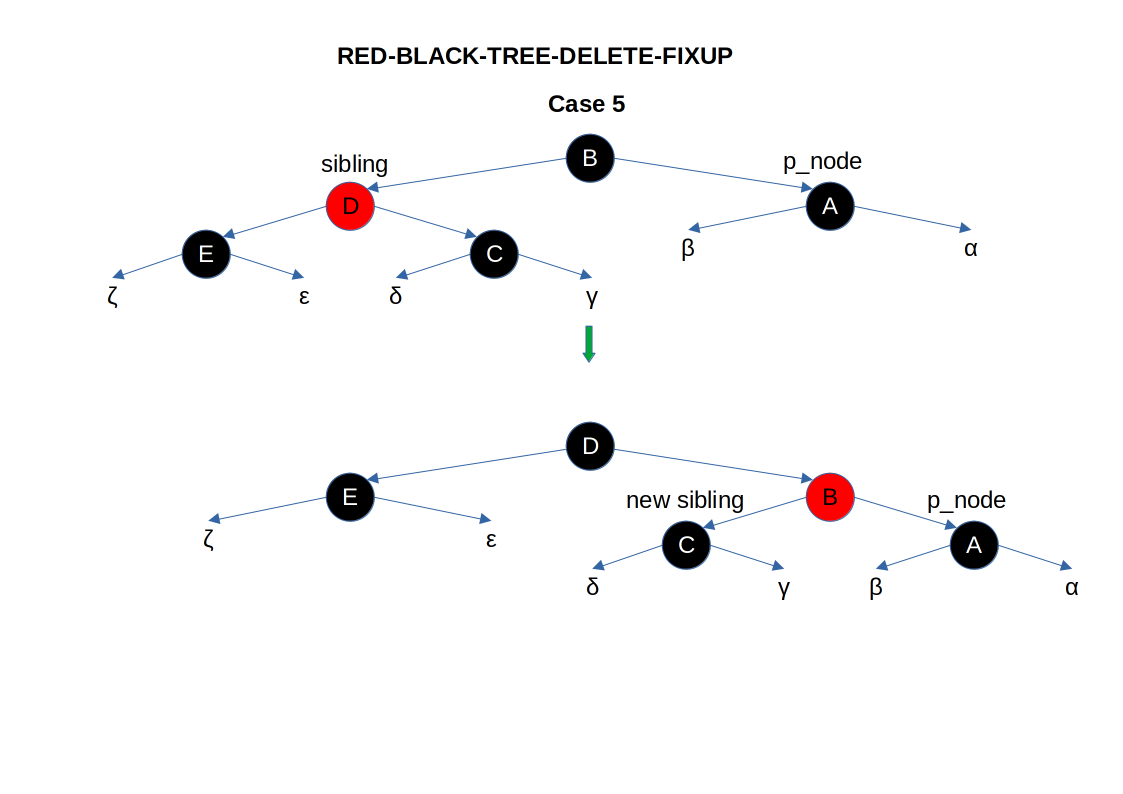 RED-BLACK-TREE-DELETE-FIXUP
Case 5
B
sibling
p_node
D
A
E
C
β
α
ζ
ε
δ
γ
D
E
new sibling
B
p_node
C
A
ζ
ε
δ
γ
β
α